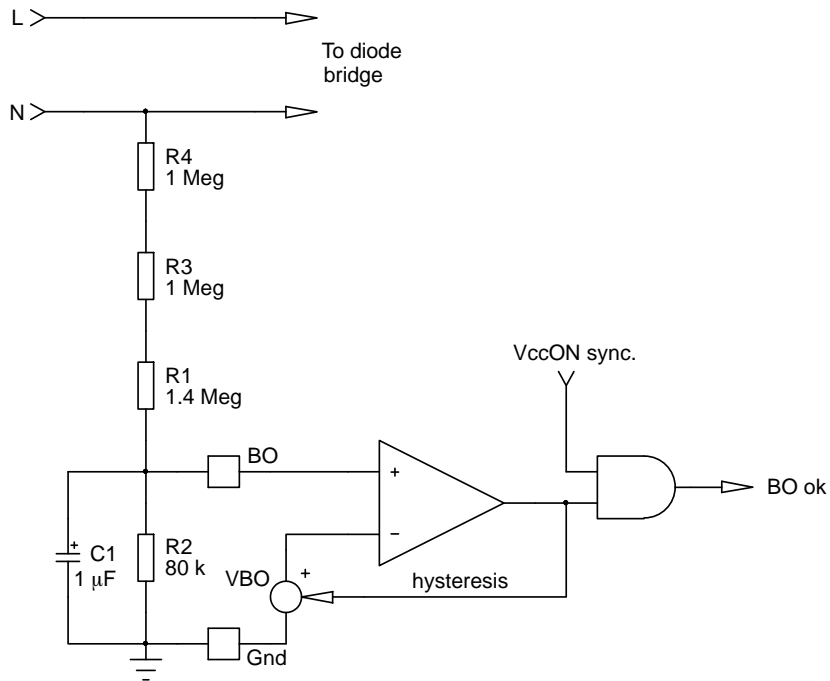 L
To diode
bridge
N
R4
1 Meg
R3
1 Meg
VccON sync.
R1
1.4 Meg
BO
+
BO ok
−
+
C1
1 μF
R2
80 k
VBO
+
hysteresis
Gnd